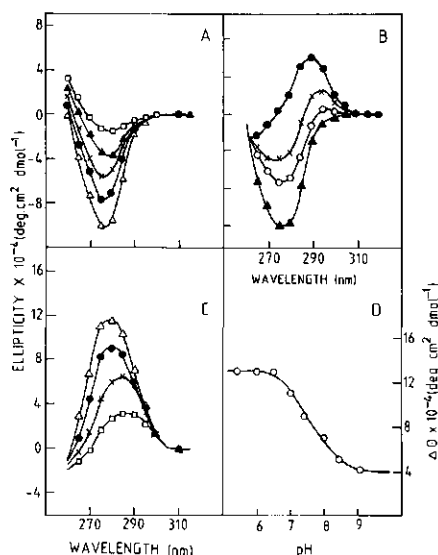 A
B
8
4
0
-4
-8
270
290
310
WAVELENGTH (nm)
ELLIPTICITY × 10⁻⁴(deg.cm² dmol⁻¹)
C
D
16
12
8
4
0
-4
270
290
310
WAVELENGTH (nm)
6
7
8
9
pH
16
12
8
4
Δ Θ × 10⁻⁴(deg cm² dmol⁻¹)